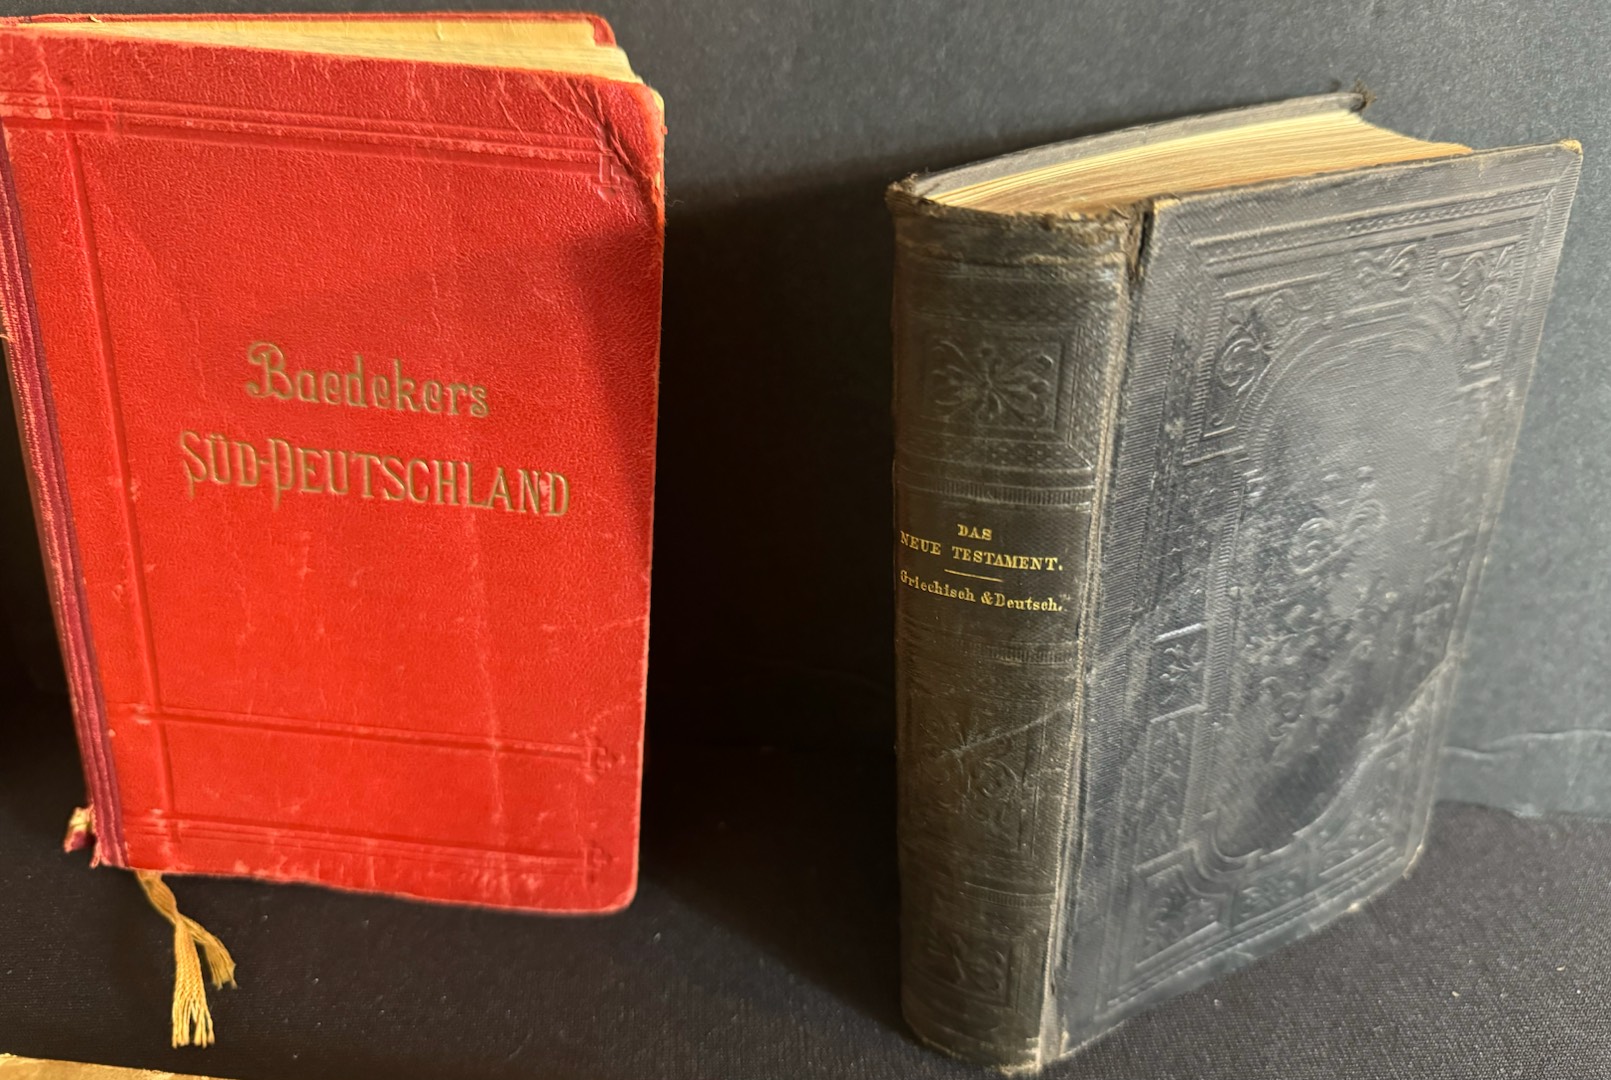 Baedekers
SÜD-DEUTSCHLAND
DAS
NEUE TESTAMENT.
Griechisch & Deutsch.